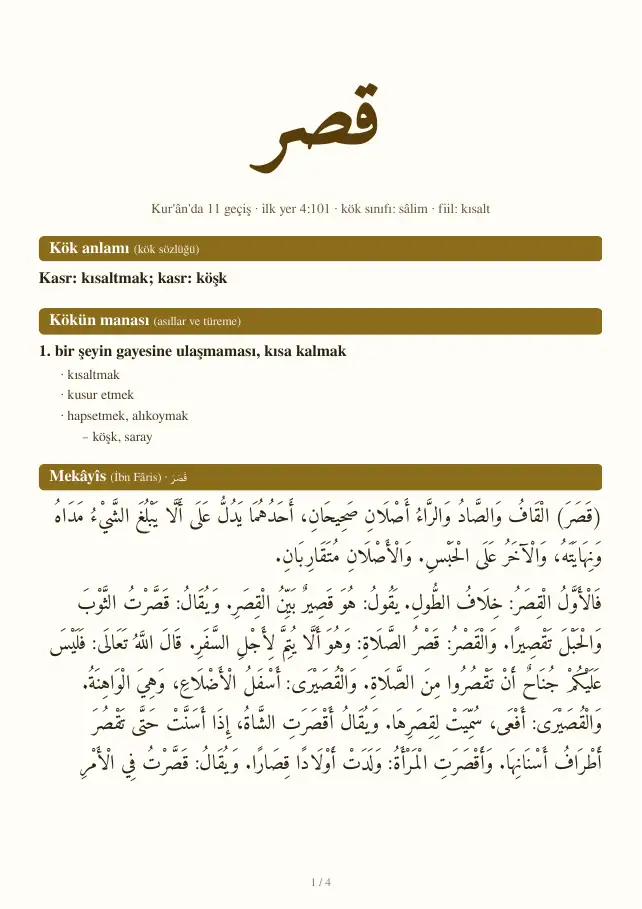 قصر
Kur'ân'da 11 geçiş · ilk yer 4:101 · kök sınıfı: sâlim · fiil: kısalt
Kök anlamı (kök sözlüğü)
Kasr: kısaltmak; kasr: köşk
Kökün manası (asıllar ve türeme)
1. bir şeyin gayesine ulaşmaması, kısa kalmak
· kısaltmak
· kusur etmek
· hapsetmek, alıkoymak
– köşk, saray
Mekâyîs (İbn Fâris) · قَصَرَ
(قَصَرَ) الْقَافُ وَالصَّادُ وَالرَّاءُ أَصْلَانِ صَحِيحَانِ، أَحَدُهُمَا يَدُلُّ عَلَى أَلَّا يَبْلُغَ الشَّيْءُ مَدَاهُ
وَنِهَايَتَهُ، وَالْآخَرُ عَلَى الْحَبْسِ. وَالْأَصْلَانِ مُتَقَارِبَانِ.
فَالْأَوَّلُ الْقِصَرُ: خِلَافُ الطُّولِ. يَقُولُ: هُوَ قَصِيرٌ بَيِّنُ الْقِصَرِ. وَيُقَالُ: قَصَّرْتُ الثَّوْبَ
وَالْحَبْلَ تَقْصِيرًا. وَالْقَصْرُ: قَصْرُ الصَّلَاةِ: وَهُوَ أَلَّا يُتِمَّ لِأَجْلِ السَّفَرِ. قَالَ اللَّهُ تَعَالَى: فَلَيْسَ
عَلَيْكُمْ جُنَاحٌ أَنْ تَقْصُرُوا مِنَ الصَّلَاةِ. وَالْقُصَيْرَى: أَسْفَلُ الْأَضْلَاعِ، وَهِيَ الْوَاهِنَةُ.
وَالْقُصَيْرَى: أَفْعَى، سُمِّيَتْ لِقِصَرِهَا. وَيُقَالُ أَقْصَرَتِ الشَّاةُ، إِذَا أَسَنَّتْ حَتَّى تَقْصُرَ
أَطْرَافُ أَسْنَانِهَا. وَأَقْصَرَتِ الْمَرْأَةُ: وَلَدَتْ أَوْلَادًا قِصَارًا. وَيُقَالُ: قَصَّرْتُ فِي الْأَمْرِ
1 / 4